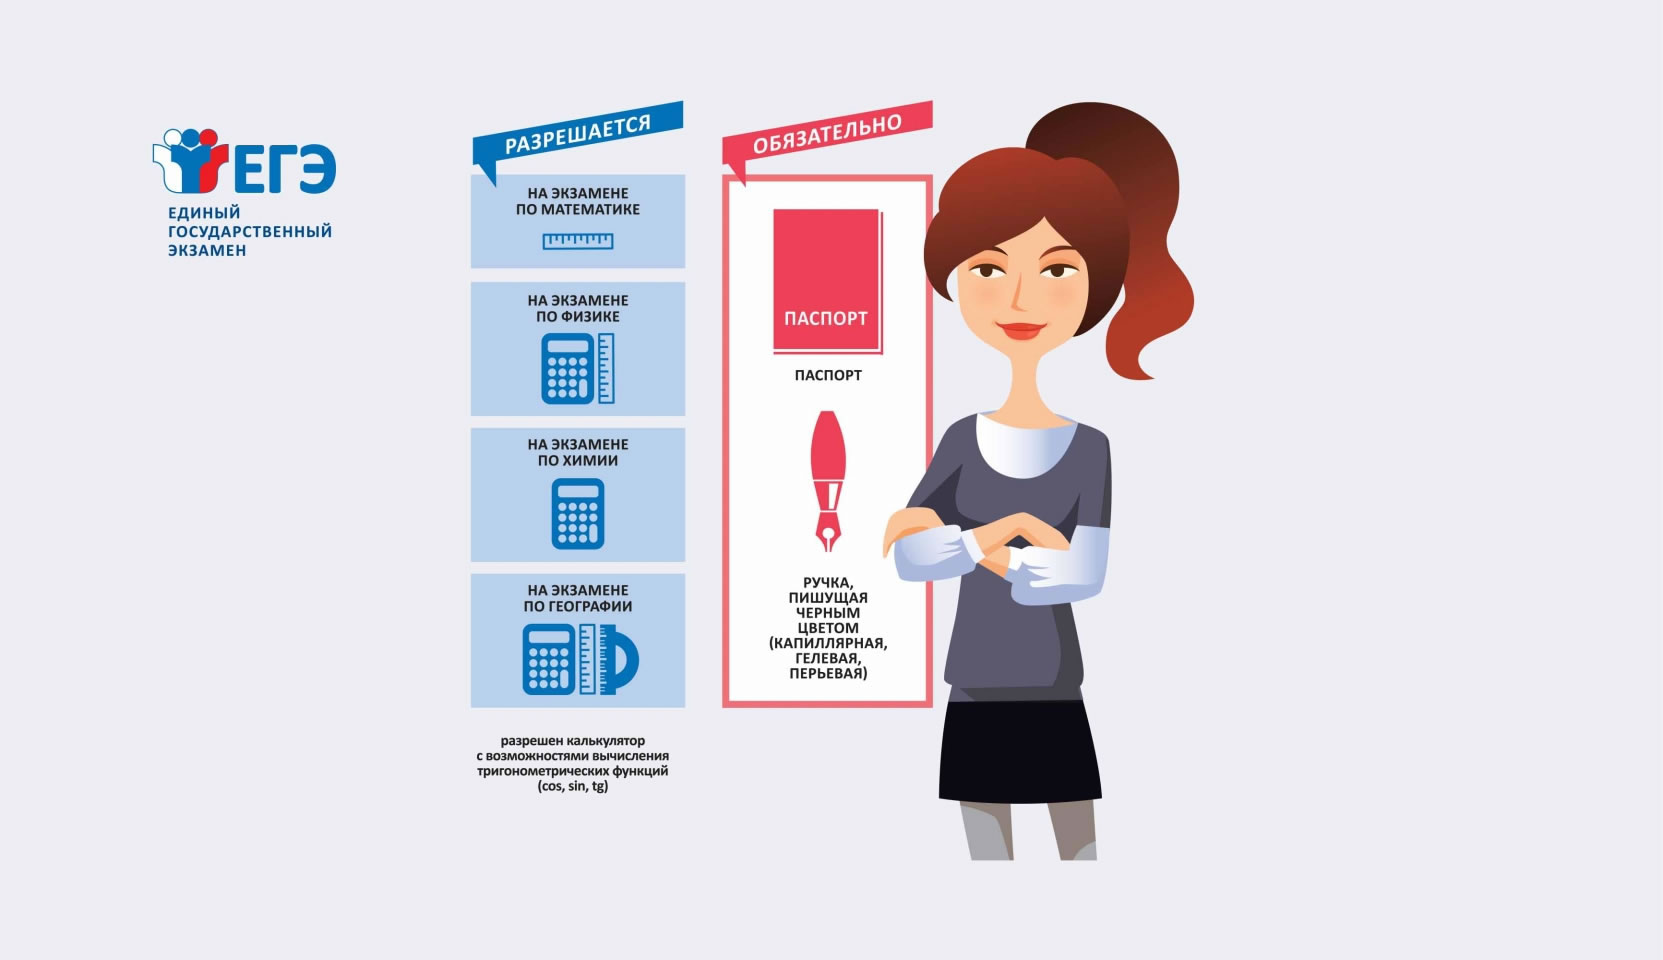 ЕГЭ
ЕДИНЫЙ
ГОСУДАРСТВЕННЫЙ
ЭКЗАМЕН
РАЗРЕШАЕТСЯ
НА ЭКЗАМЕНЕ
ПО МАТЕМАТИКЕ
НА ЭКЗАМЕНЕ
ПО ФИЗИКЕ
НА ЭКЗАМЕНЕ
ПО ХИМИИ
НА ЭКЗАМЕНЕ
ПО ГЕОГРАФИИ
разрешен калькулятор
с возможностями вычисления
тригонометрических функций
(cos, sin, tg)
ОБЯЗАТЕЛЬНО
ПАСПОРТ
ПАСПОРТ
РУЧКА,
ПИШУЩАЯ
ЧЕРНЫМ
ЦВЕТОМ
(КАПИЛЛЯРНАЯ,
ГЕЛЕВАЯ,
ПЕРЬЕВАЯ)